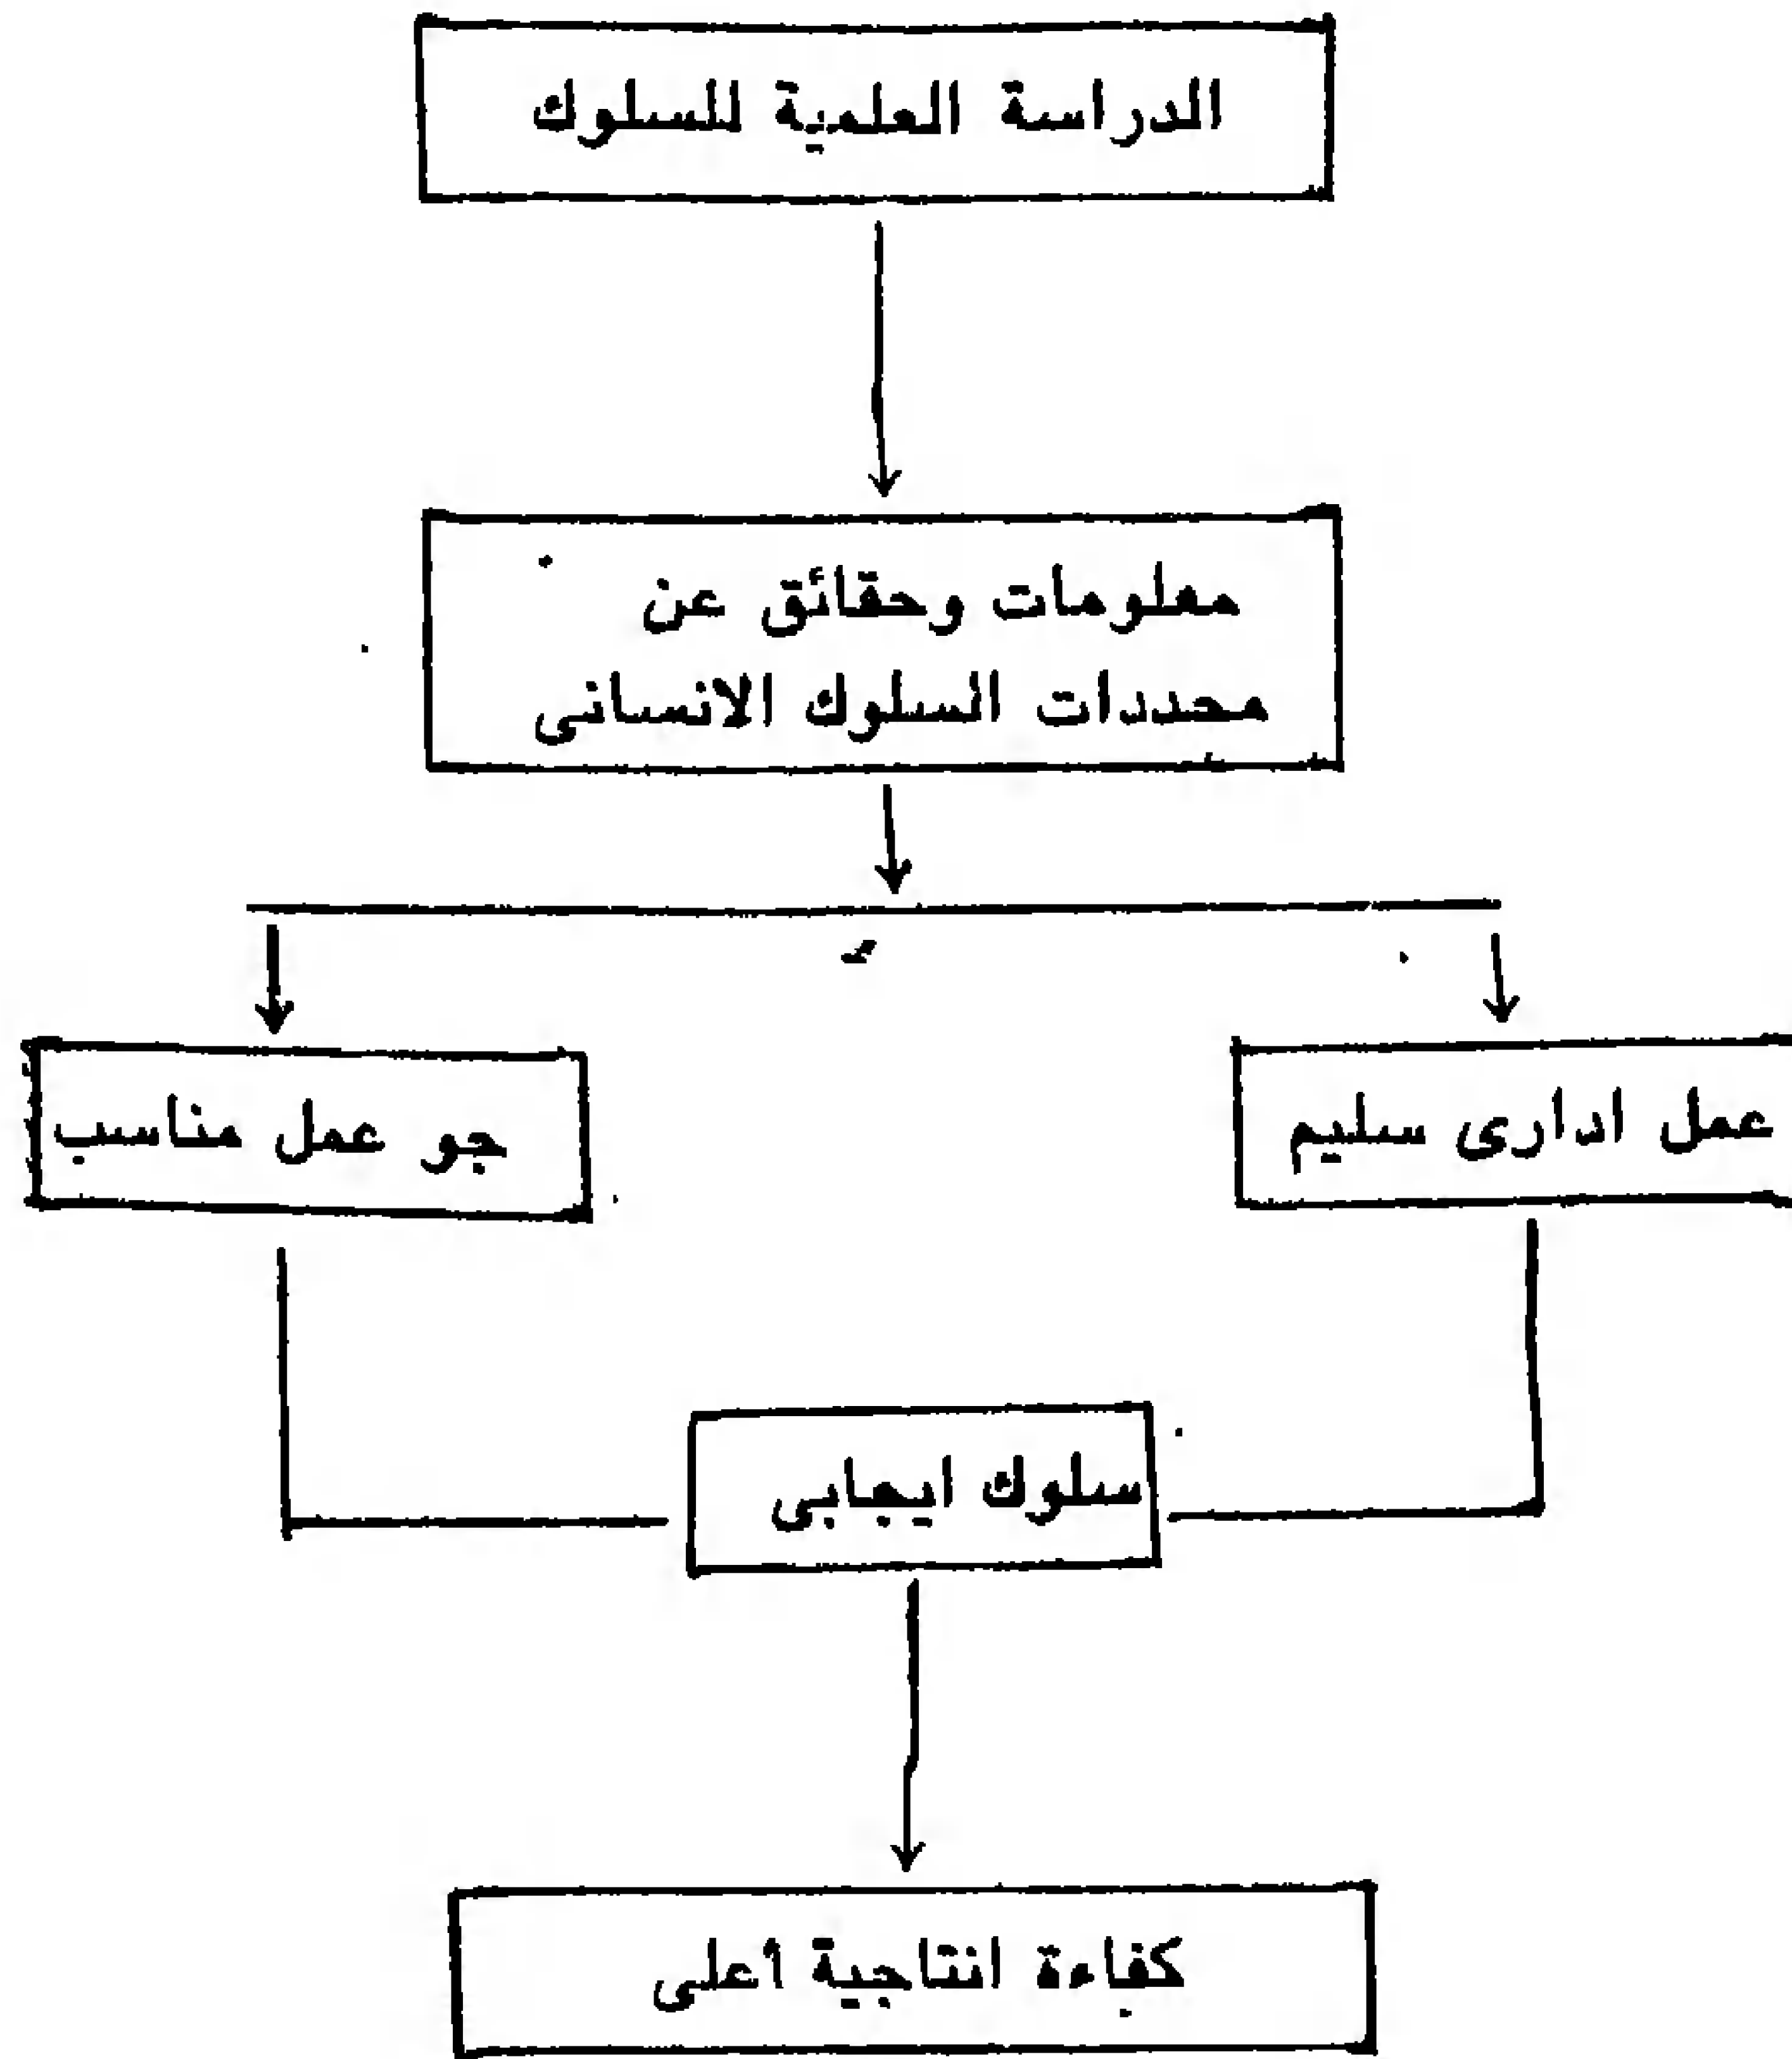 الدراسة العلمية للسلوك
معلومات وحقائق عن
محددات السلوك الانسانى
عمل ادارى سليم
جو عمل مناسب
سلوك ايجابى
كفاءة انتاجية أعلى